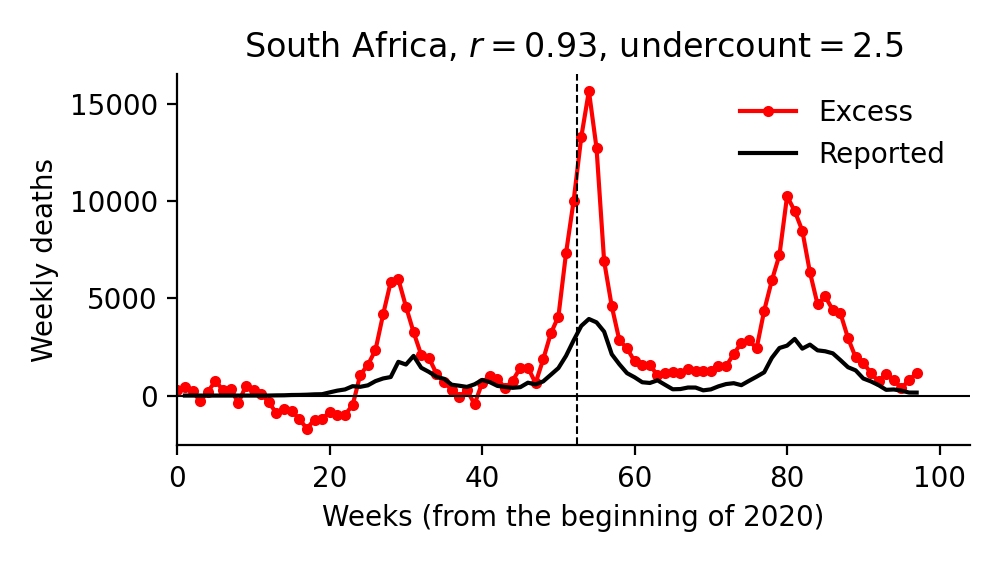 South Africa, r = 0.93, undercount = 2.5
Excess
Reported
Weekly deaths
15000
10000
5000
0
0 20 40 60 80 100
Weeks (from the beginning of 2020)